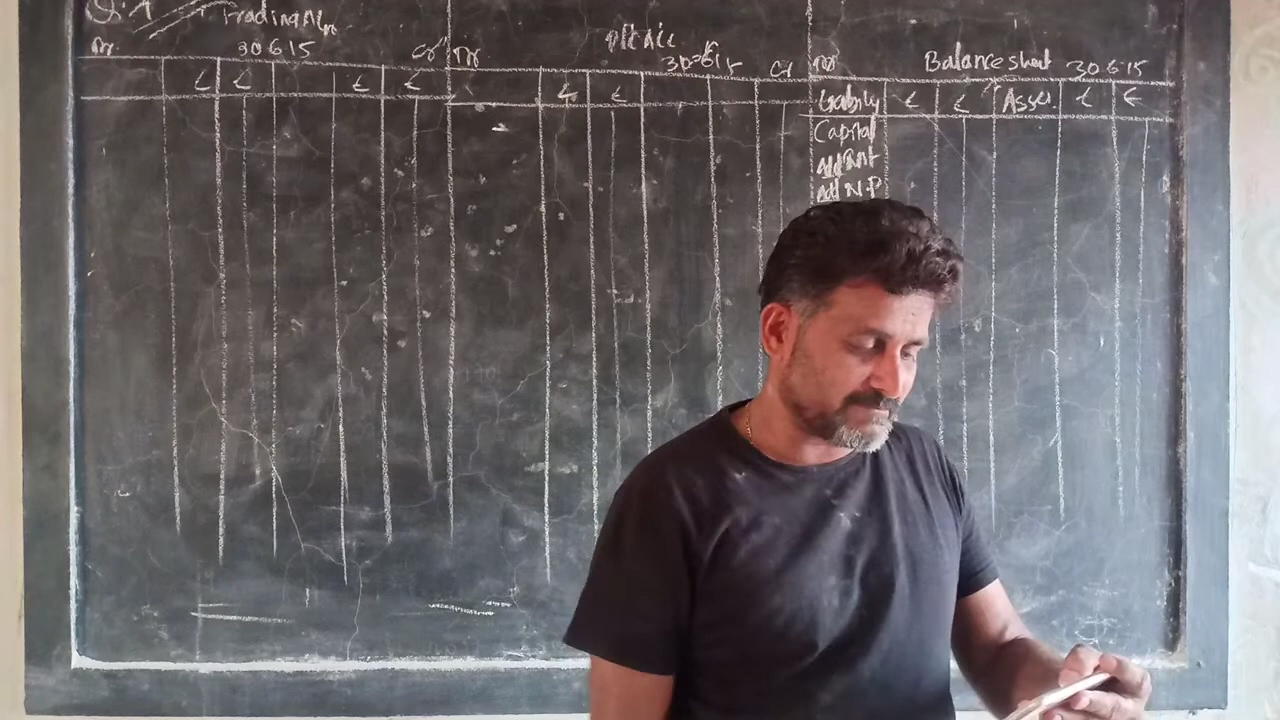 Trading A/c
Dr. 30 6 15 Cr
P/L A/c
Dr 30-6-15 Cr
Balance sheet 30 6 15
Dr
Liability Asse.
Capital
Add Int
Add N.P